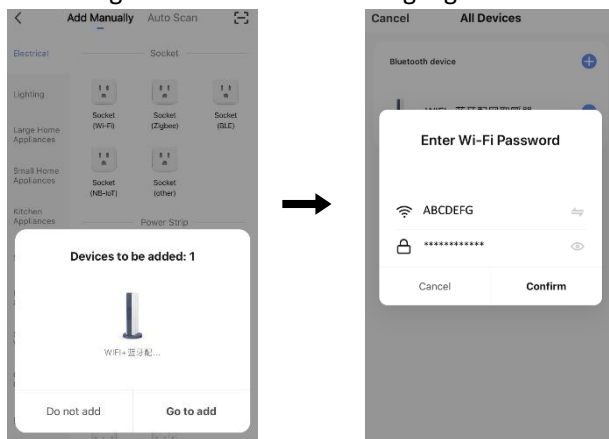 Add Manually Auto Scan
Electrical
Socket
Lighting
Large Home
Appliances
Small Home
Appliances
Kitchen
Appliances
Socket
(Wi-Fi)
Socket
(Zigbee)
Socket
(BLE)
Socket
(NB-IoT)
Socket
(other)
Power Strip
Devices to be added: 1
WIFI+蓝牙配...
Do not add
Go to add
Cancel All Devices
Bluetooth device
Enter Wi-Fi Password
ABCDEFG
************
Cancel
Confirm